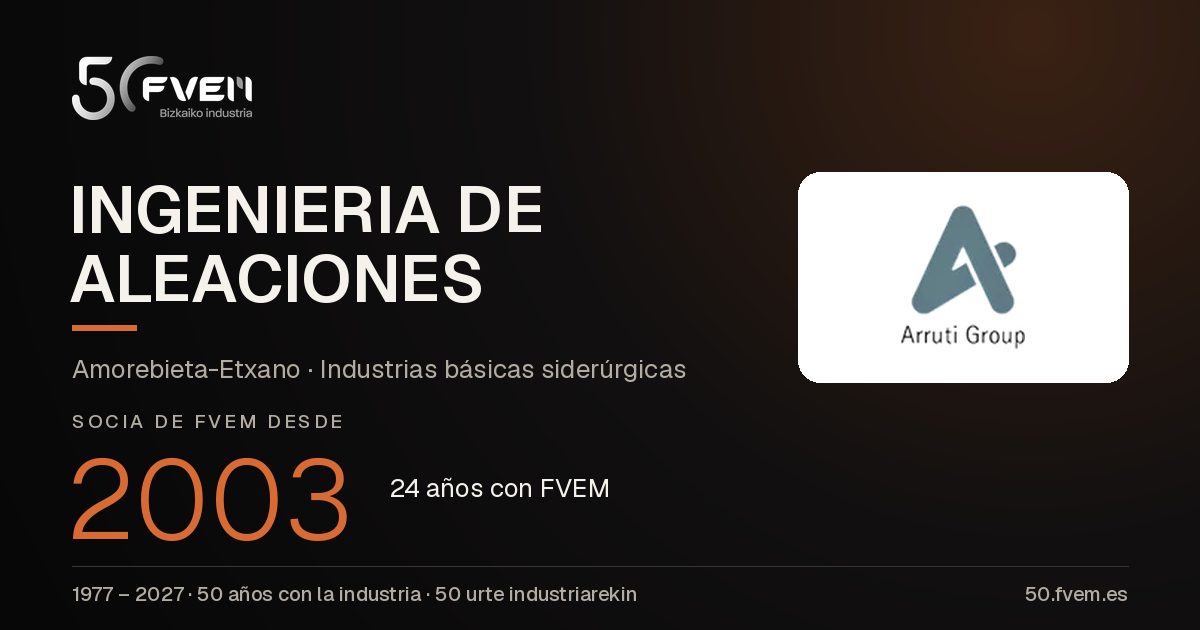 50 FVEM
Bizkaiko industria
INGENIERIA DE
ALEACIONES
Arruti Group
Amorebieta-Etxano · Industrias básicas siderúrgicas
SOCIA DE FVEM DESDE
2003
24 años con FVEM
1977 – 2027 · 50 años con la industria · 50 urte industriarekin
50.fvem.es